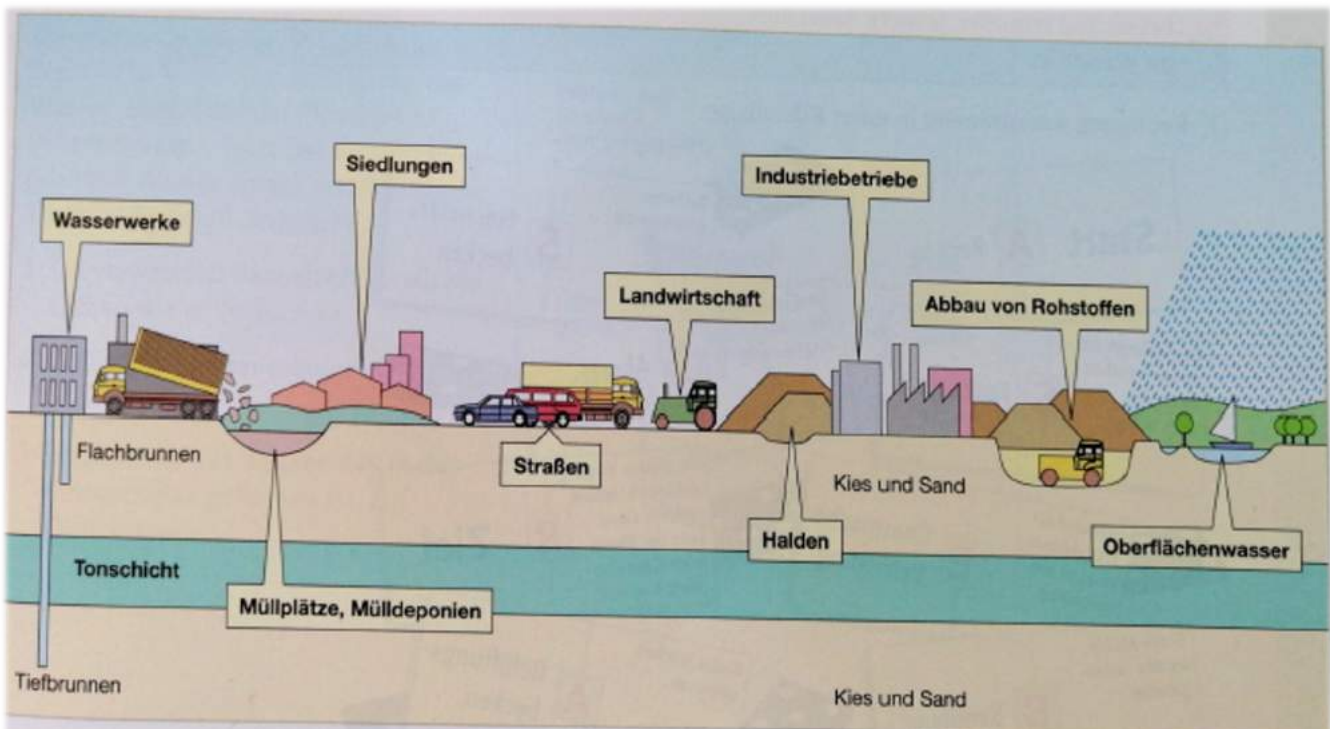 Siedlungen
Industriebetriebe
Wasserwerke
Landwirtschaft
Abbau von Rohstoffen
Flachbrunnen
Straßen
Kies und Sand
Halden
Oberflächenwasser
Tonschicht
Müllplätze, Mülldeponien
Tiefbrunnen
Kies und Sand